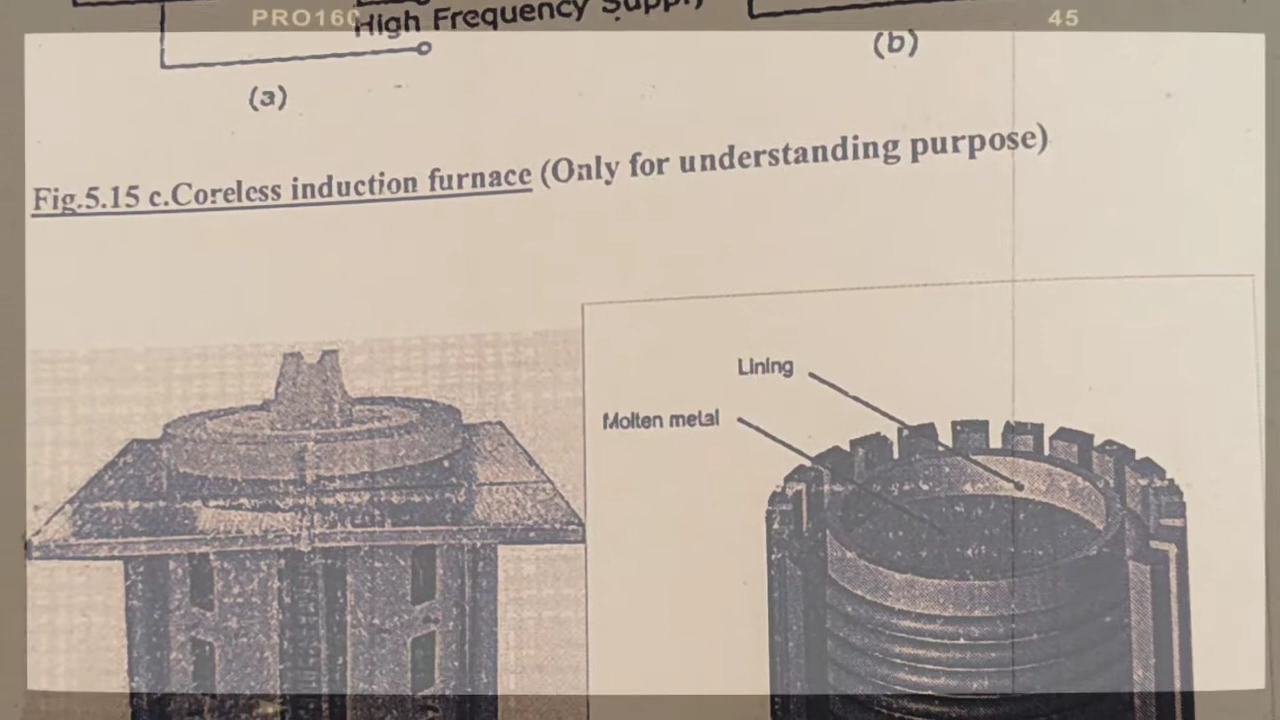 PRO160
45
High Frequency Supply
(a)
(b)
Fig.5.15 c.Coreless induction furnace (Only for understanding purpose)
Lining
Molten metal